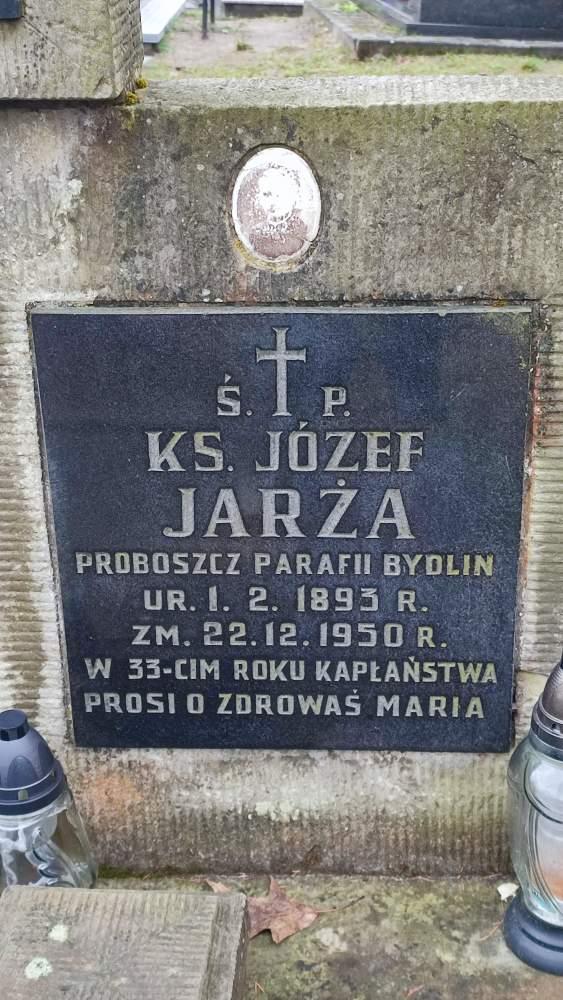 Ś. P.
KS. JÓZEF
JARŻA
PROBOSZCZ PARAFII BYDLIN
UR. 1. 2. 1893 R.
ZM. 22.12.1950 R.
W 33-CIM ROKU KAPŁAŃSTWA
PROSI O ZDROWAŚ MARIA